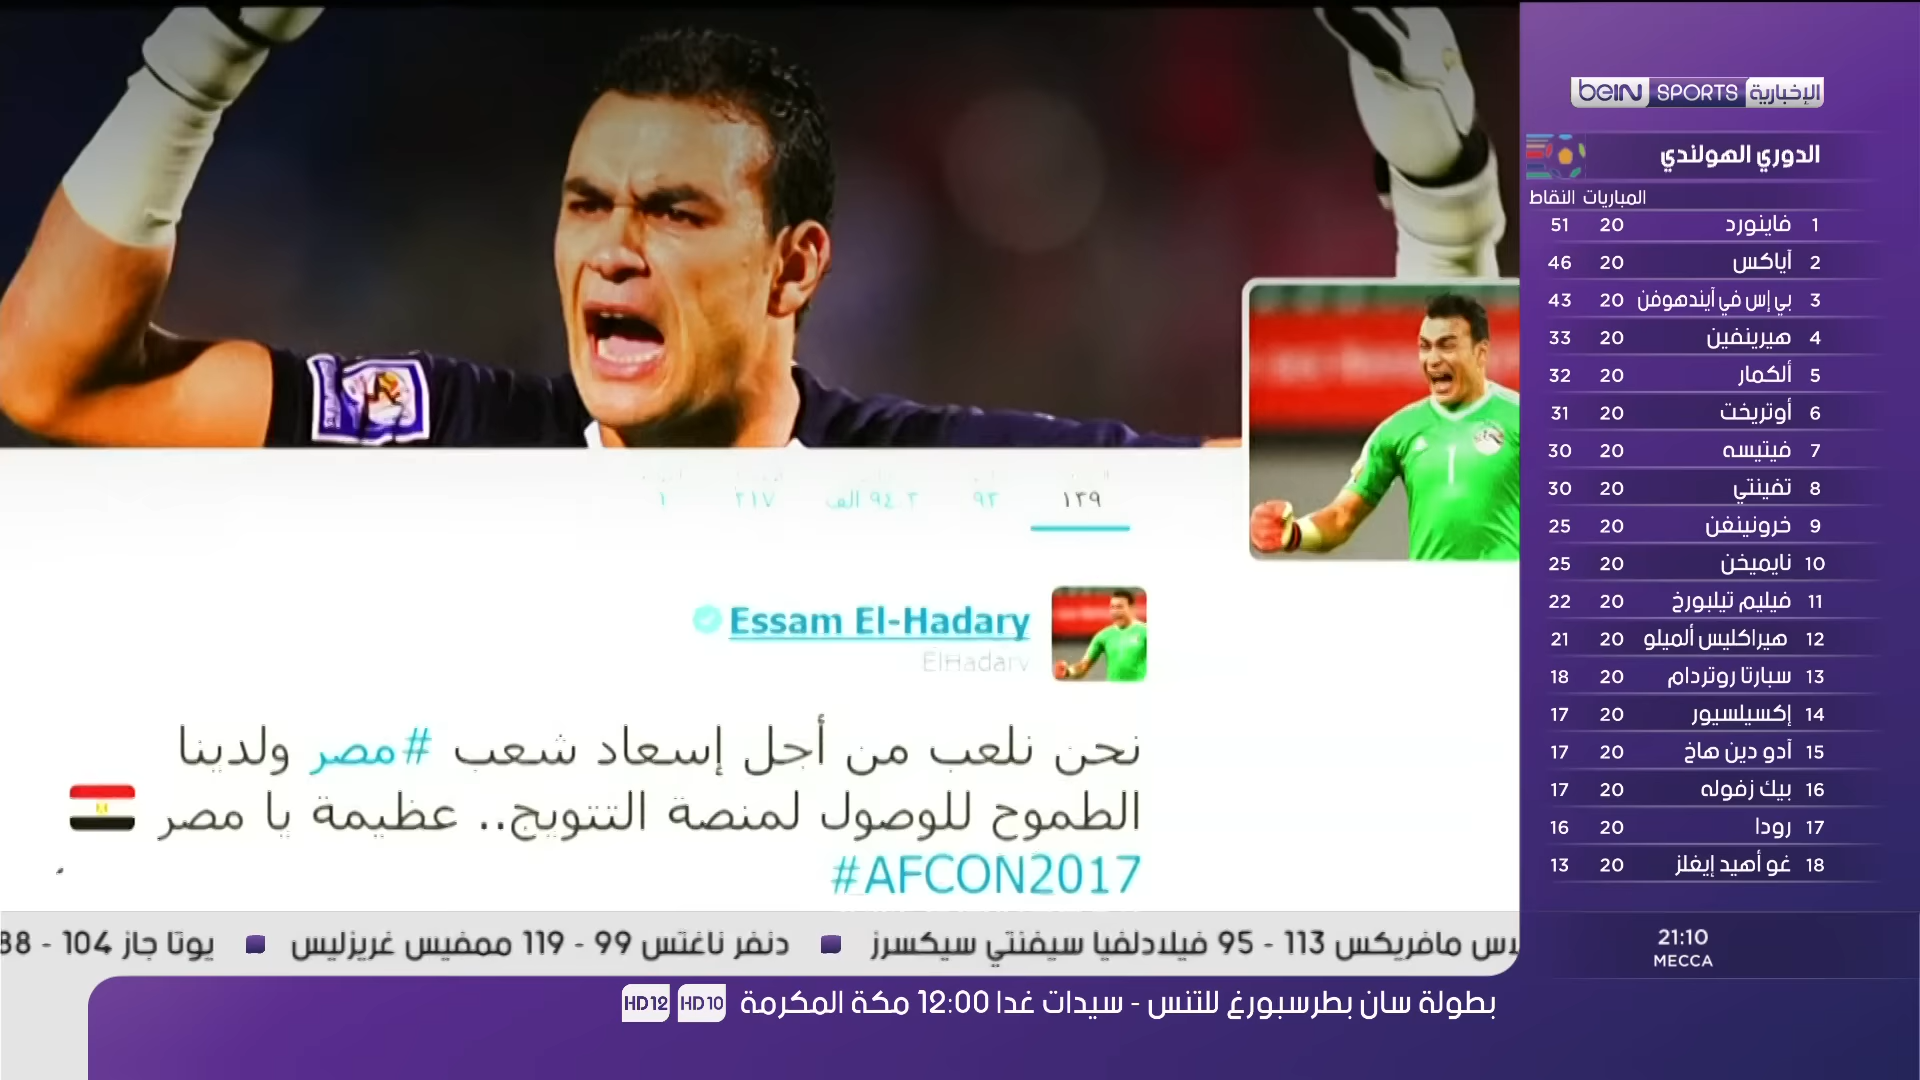 beIN SPORTS الإخبارية
الدوري الهولندي
المباريات النقاط
1 فاينورد 20 51
2 أياكس 20 46
3 بي إس في آيندهوفن 20 43
4 هيرينفين 20 33
5 ألكمار 20 32
6 أوتريخت 20 31
7 فيتيسه 20 30
8 تفينتي 20 30
9 خرونينغن 20 25
10 نايميخن 20 25
11 فيليم تيلبورخ 20 22
12 هيراكليس ألميلو 20 21
13 سبارتا روتردام 20 18
14 إكسيلسيور 20 17
15 آدو دين هاخ 20 17
16 بيك زفوله 20 17
17 رودا 20 16
18 غو أهيد إيغلز 20 13
١٣٩ ٩٣ ٩٤.٣ ألف ٢١٧ ١
Essam El-Hadary
ElHadary
نحن نلعب من أجل إسعاد شعب #مصر ولدينا
الطموح للوصول لمنصة التتويج.. عظيمة يا مصر
#AFCON2017
مافريكس 113 - 95 فيلادلفيا سيفنتي سيكسرز دنفر ناغتس 99 - 119 ممفيس غريزليس يوتا جاز 104 - 88
21:10
MECCA
بطولة سان بطرسبورغ للتنس - سيدات غدا 12:00 مكة المكرمة HD10 HD12